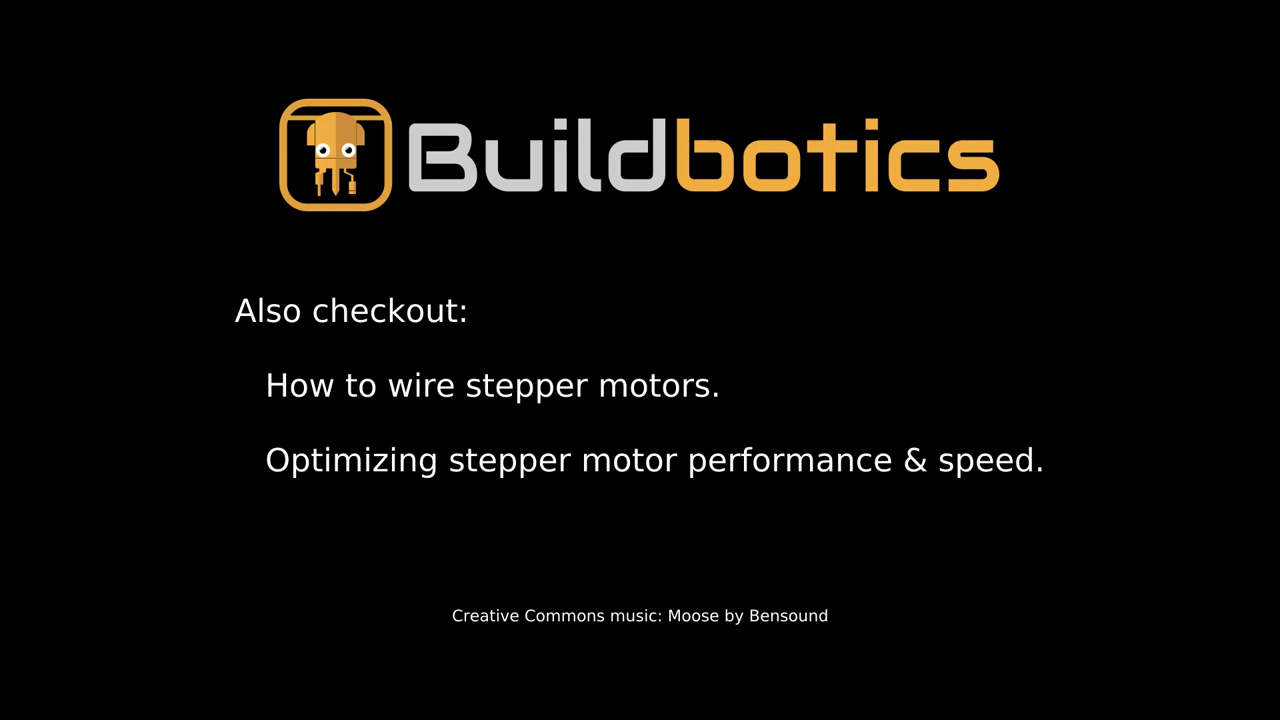 Buildbotics
Also checkout:
How to wire stepper motors.
Optimizing stepper motor performance & speed.
Creative Commons music: Moose by Bensound